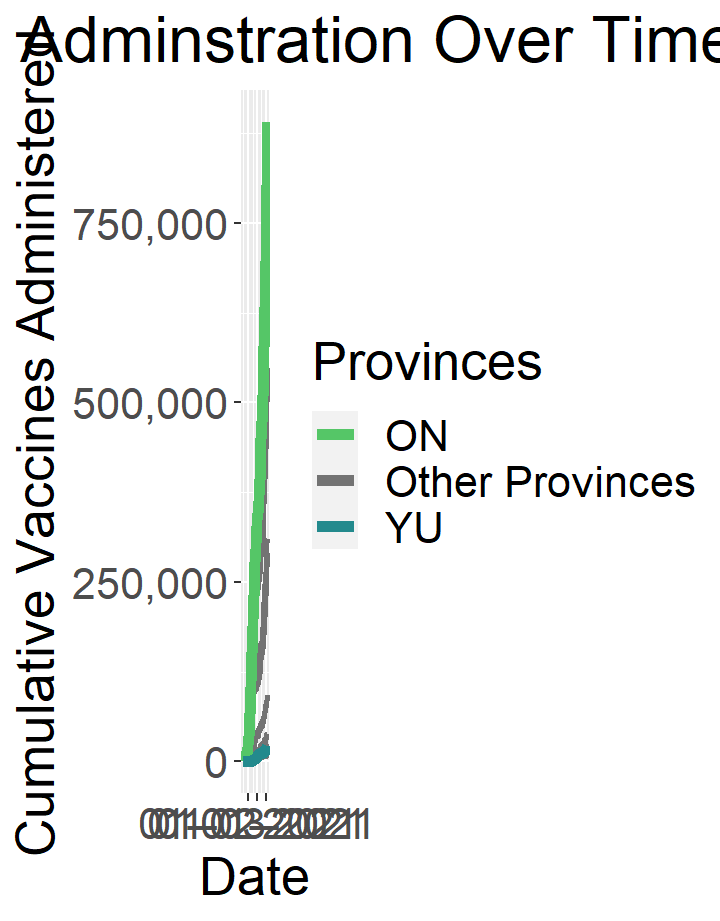 Adminstration Over Time
Cumulative Vaccines Administered
750,000
500,000
250,000
0
Provinces
ON
Other Provinces
YU
Date